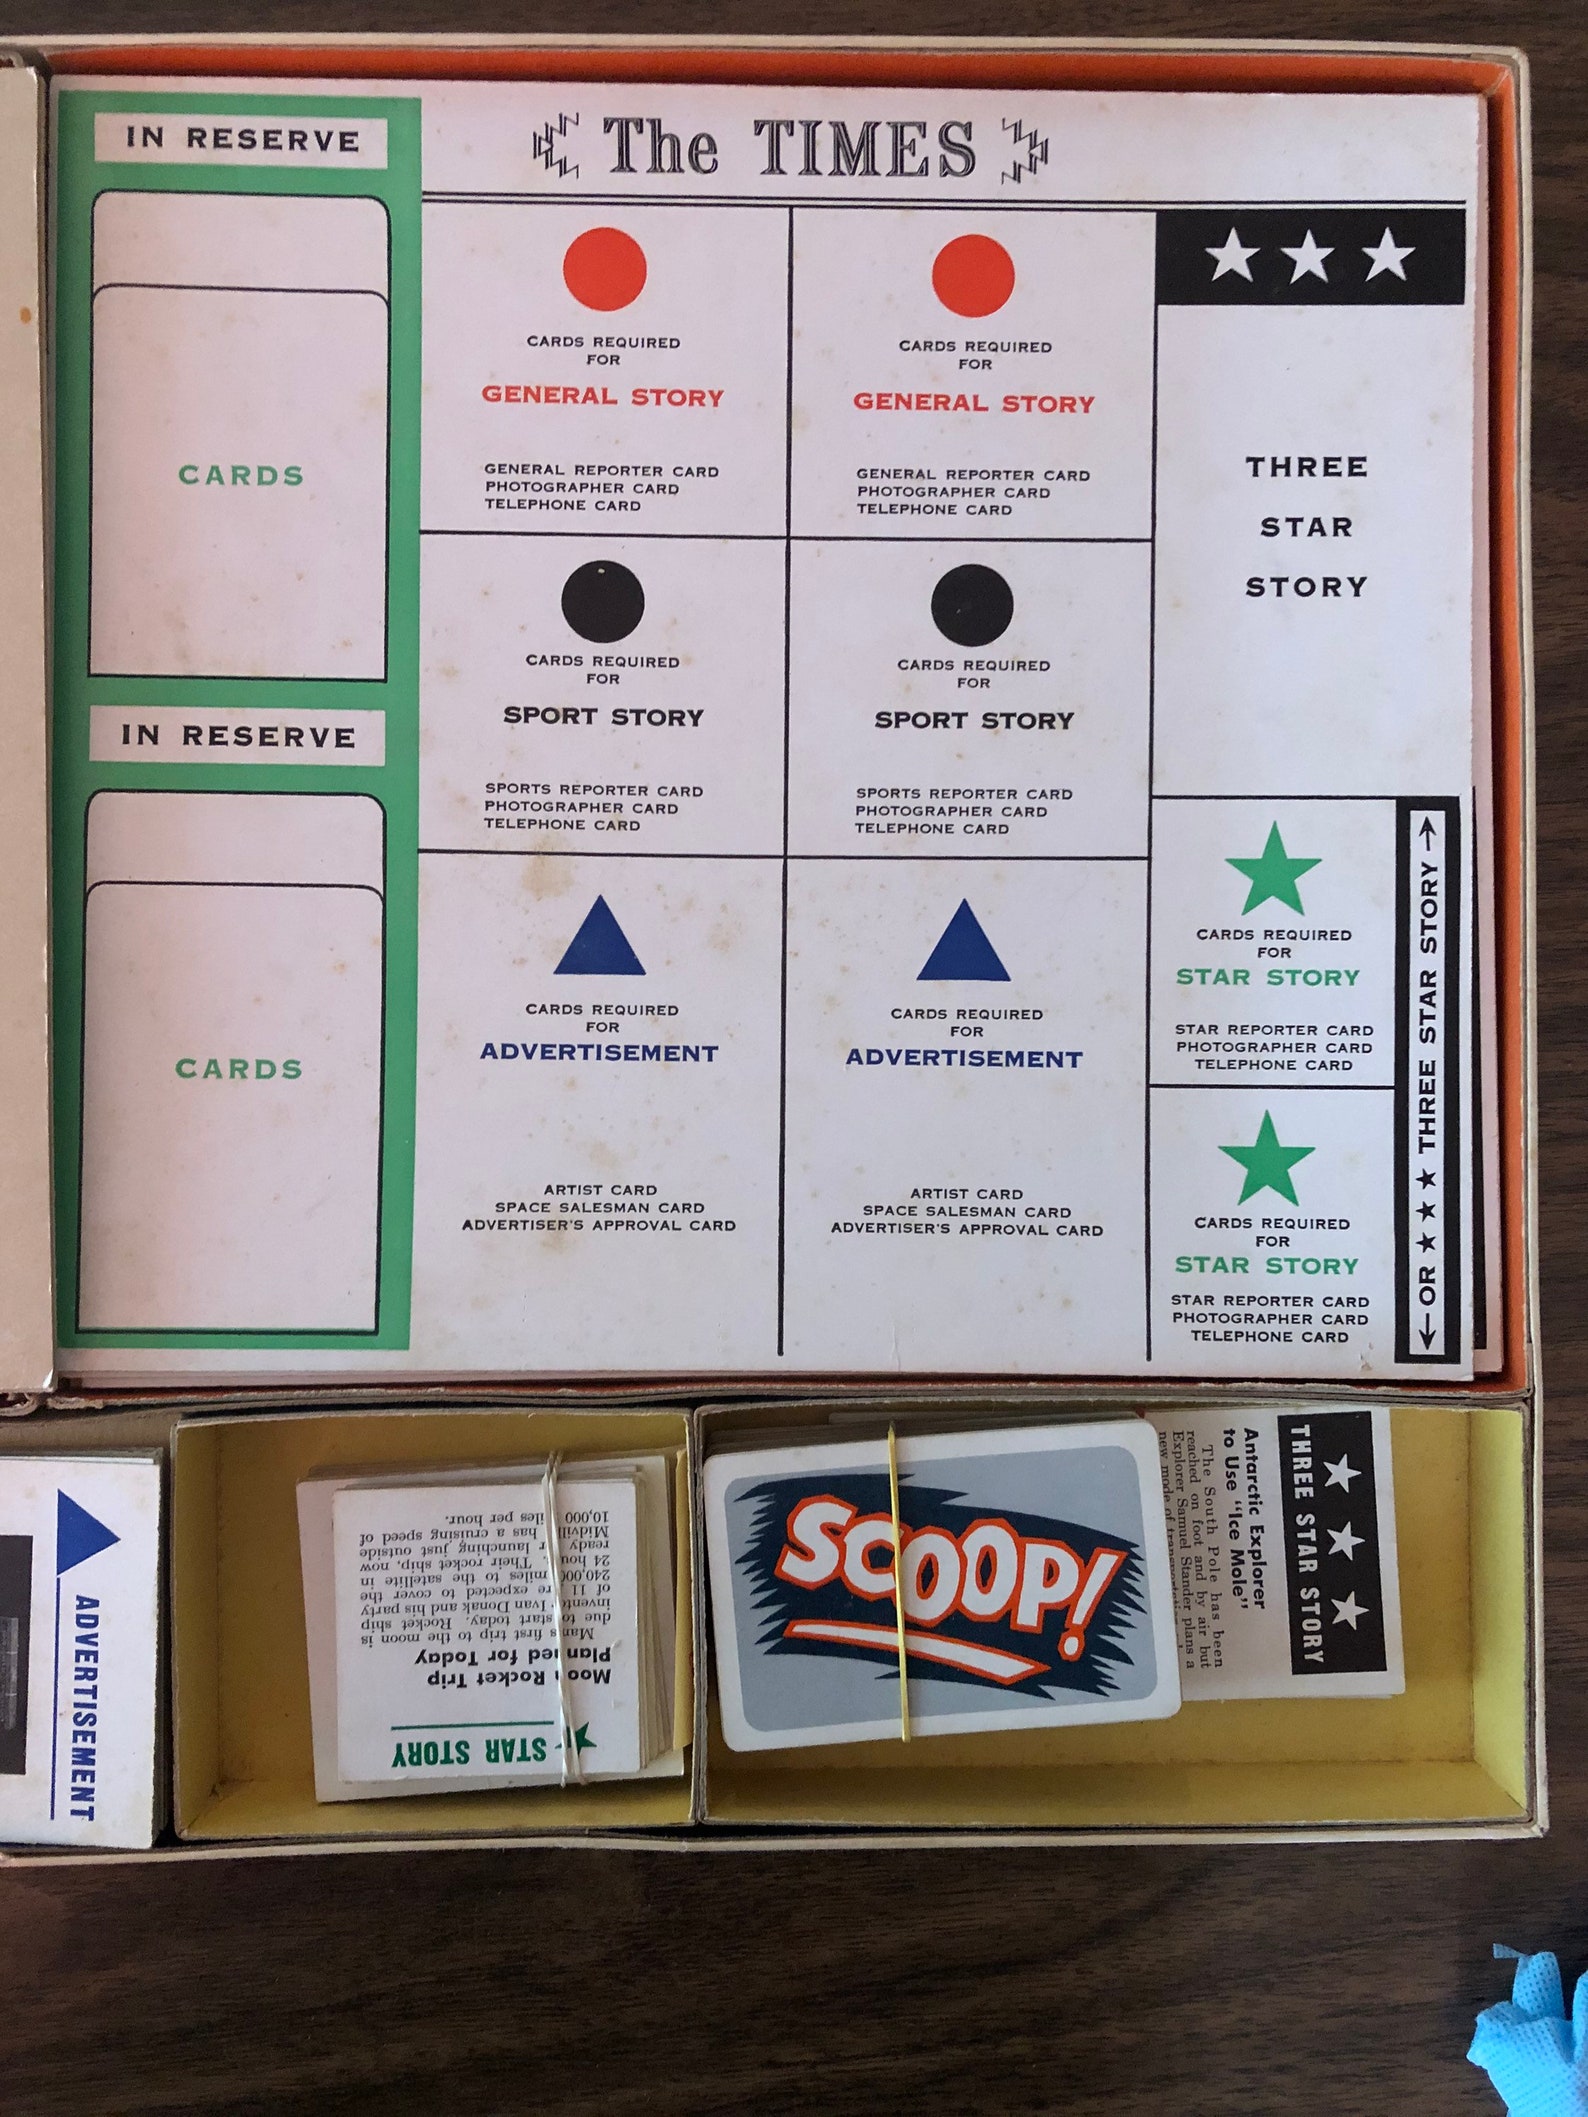 IN RESERVE
CARDS
IN RESERVE
CARDS
The TIMES
CARDS REQUIRED
FOR
GENERAL STORY
GENERAL REPORTER CARD
PHOTOGRAPHER CARD
TELEPHONE CARD
CARDS REQUIRED
FOR
GENERAL STORY
GENERAL REPORTER CARD
PHOTOGRAPHER CARD
TELEPHONE CARD
THREE
STAR
STORY
CARDS REQUIRED
FOR
SPORT STORY
SPORTS REPORTER CARD
PHOTOGRAPHER CARD
TELEPHONE CARD
CARDS REQUIRED
FOR
SPORT STORY
SPORTS REPORTER CARD
PHOTOGRAPHER CARD
TELEPHONE CARD
CARDS REQUIRED
FOR
ADVERTISEMENT
ARTIST CARD
SPACE SALESMAN CARD
ADVERTISER'S APPROVAL CARD
CARDS REQUIRED
FOR
ADVERTISEMENT
ARTIST CARD
SPACE SALESMAN CARD
ADVERTISER'S APPROVAL CARD
CARDS REQUIRED
FOR
STAR STORY
STAR REPORTER CARD
PHOTOGRAPHER CARD
TELEPHONE CARD
CARDS REQUIRED
FOR
STAR STORY
STAR REPORTER CARD
PHOTOGRAPHER CARD
TELEPHONE CARD
← OR ★ ★ ★ THREE STAR STORY →
ADVERTISEMENT
STAR STORY
Moon Rocket Trip
Planned for Today
Man's first trip to the moon is
due to start today. Rocket ship
Ivan Donak and his party
of 11 are expected to cover the
240,000 miles to the satellite in
24 hours. Their rocket ship, now
ready for launching just outside
has a cruising speed of
10,000 miles per hour.
SCOOP!
THREE STAR STORY
Antarctic Explorer
to Use "Ice Mole"
The South Pole has been
reached on foot and by air but
Explorer Samuel Stander plans a
new mode of